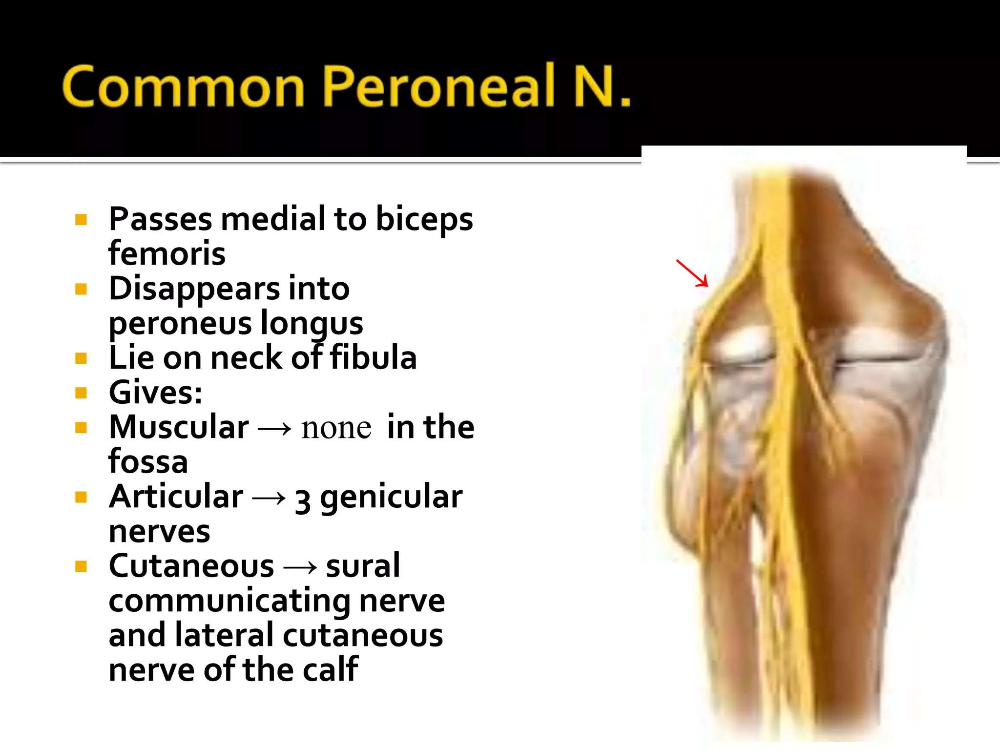 Common Peroneal N.
Passes medial to biceps
femoris
Disappears into
peroneus longus
Lie on neck of fibula
Gives:
Muscular → none in the
fossa
Articular → 3 genicular
nerves
Cutaneous → sural
communicating nerve
and lateral cutaneous
nerve of the calf